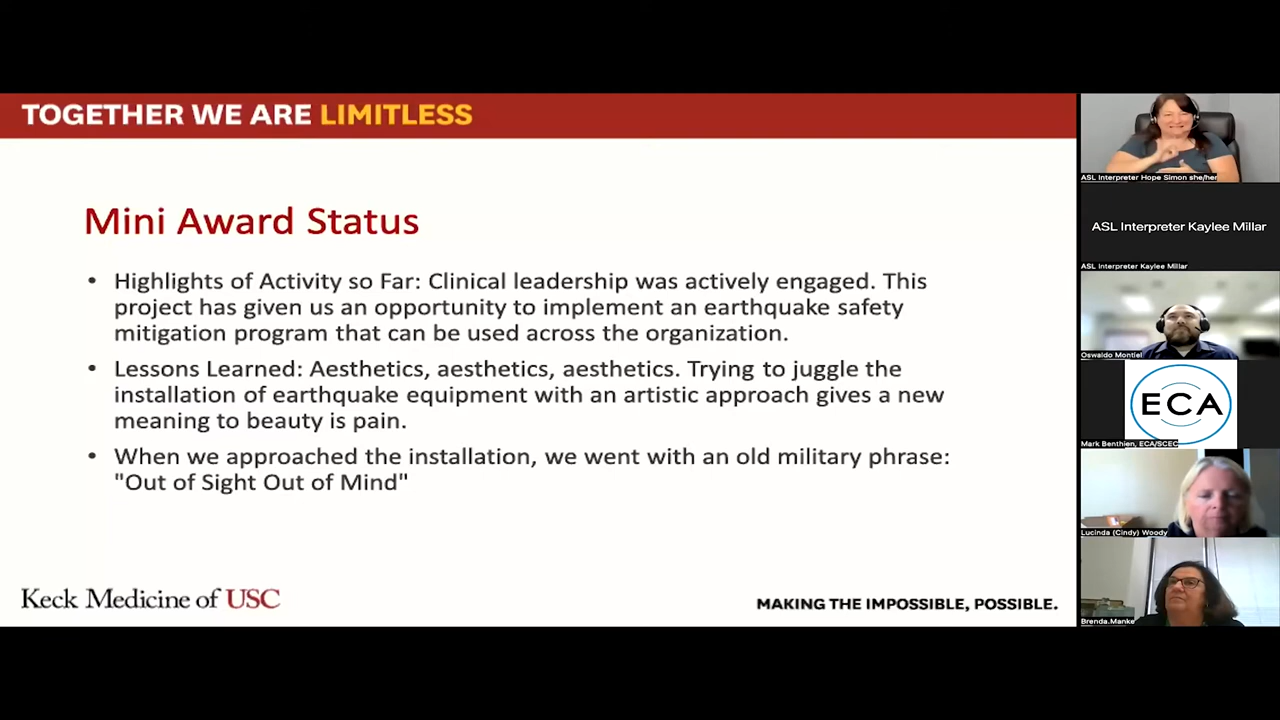 TOGETHER WE ARE LIMITLESS
Mini Award Status
• Highlights of Activity so Far: Clinical leadership was actively engaged. This
project has given us an opportunity to implement an earthquake safety
mitigation program that can be used across the organization.
• Lessons Learned: Aesthetics, aesthetics, aesthetics. Trying to juggle the
installation of earthquake equipment with an artistic approach gives a new
meaning to beauty is pain.
• When we approached the installation, we went with an old military phrase:
"Out of Sight Out of Mind"
Keck Medicine of USC
MAKING THE IMPOSSIBLE, POSSIBLE.
ASL Interpreter Hope Simon she/her
ASL Interpreter Kaylee Millar
ASL Interpreter Kaylee Millar
Oswaldo Montiel
ECA
Mark Benthien, ECA/SCEC
Lucinda (Cindy) Woody
Brenda.Manke